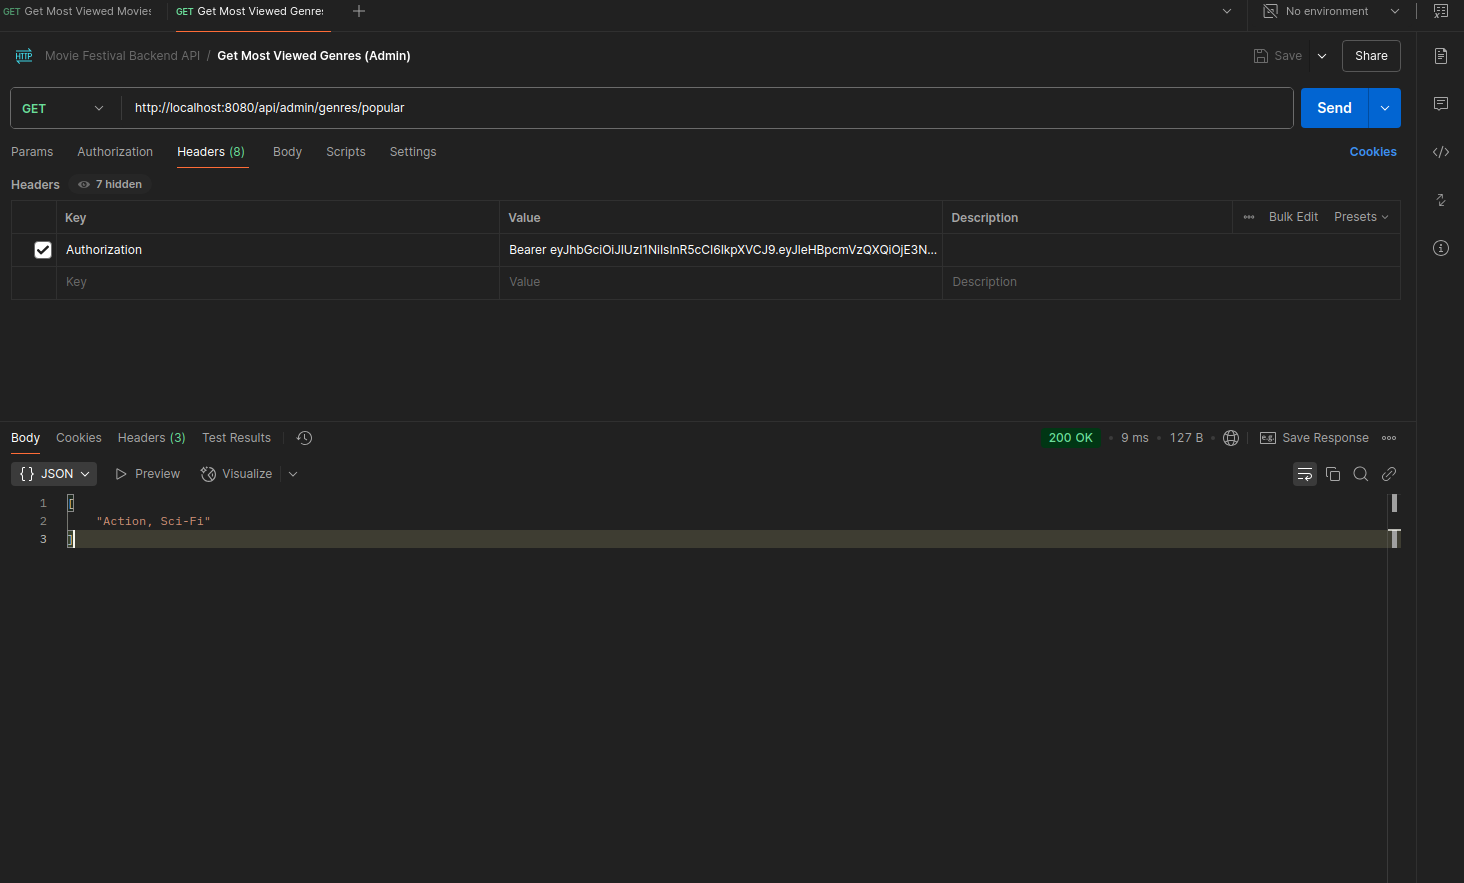 GET Get Most Viewed Movies
GET Get Most Viewed Genres
No environment
HTTP Movie Festival Backend API / Get Most Viewed Genres (Admin)
Save
Share
GET
http://localhost:8080/api/admin/genres/popular
Send
Params Authorization Headers (8) Body Scripts Settings
Cookies
Headers 7 hidden
Key Value Description
Bulk Edit Presets
Authorization Bearer
Key Value Description
Body Cookies Headers (3) Test Results
200 OK • 9 ms • 127 B •
e.g. Save Response
{ } JSON Preview Visualize
1 [
2 "Action, Sci-Fi"
3 ]